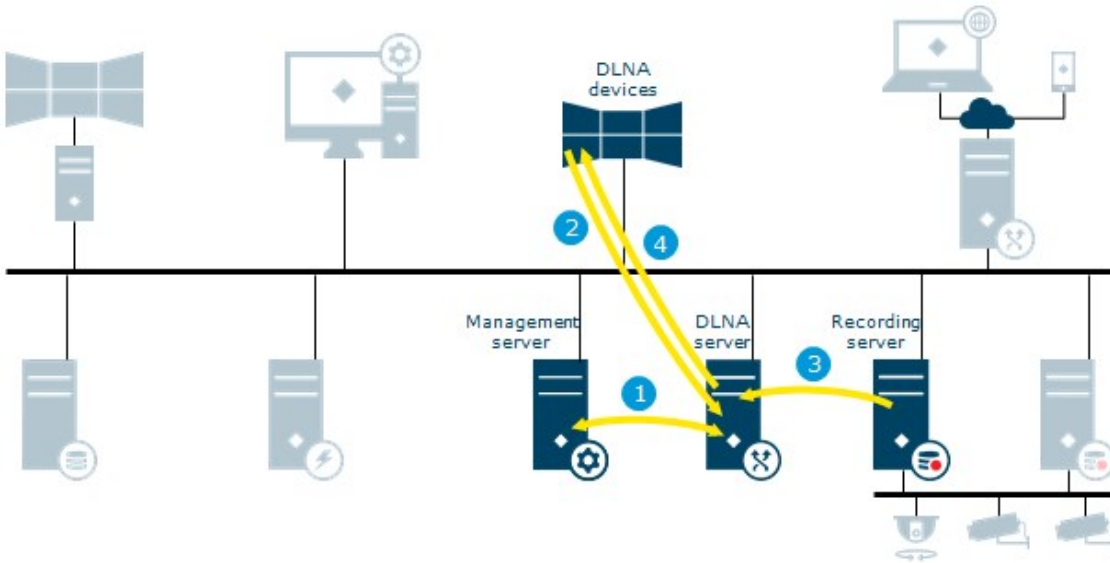 DLNA
devices
2
4
Management
server
DLNA
server
Recording
server
1
3